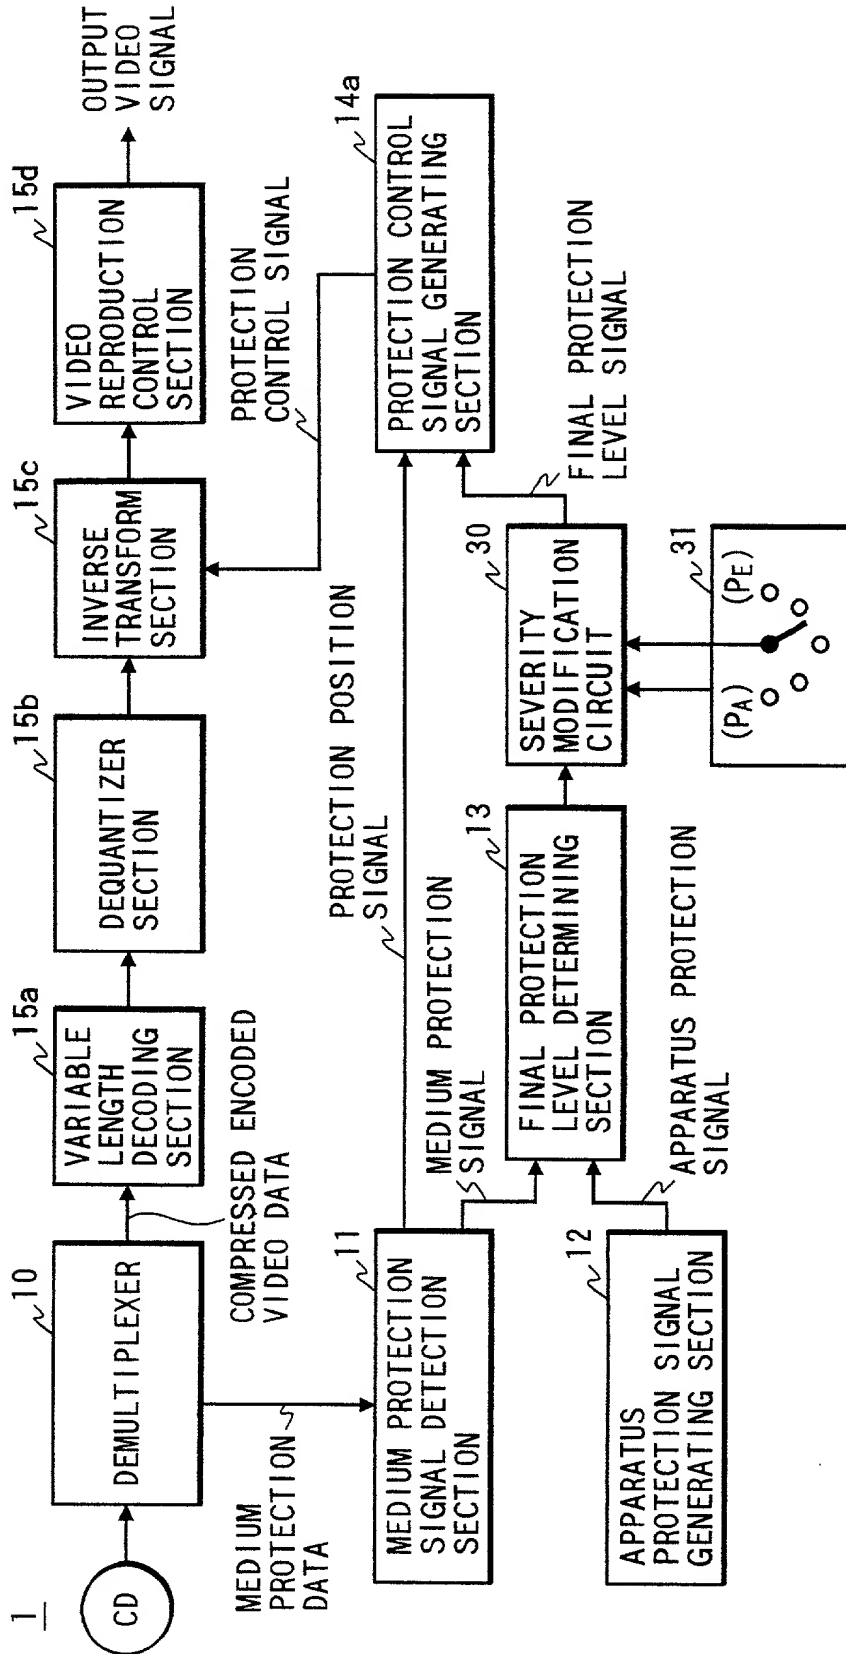 1
CD
10
DEMULTIPLEXER
COMPRESSED ENCODED
VIDEO DATA
15a
VARIABLE
LENGTH
DECODING
SECTION
15b
DEQUANTIZER
SECTION
15c
INVERSE
TRANSFORM
SECTION
15d
VIDEO
REPRODUCTION
CONTROL
SECTION
OUTPUT
VIDEO
SIGNAL
MEDIUM
PROTECTION
DATA
PROTECTION POSITION
SIGNAL
PROTECTION
CONTROL SIGNAL
11
MEDIUM PROTECTION
SIGNAL DETECTION
SECTION
MEDIUM PROTECTION
SIGNAL
14a
PROTECTION CONTROL
SIGNAL GENERATING
SECTION
13
FINAL PROTECTION
LEVEL DETERMINING
SECTION
30
SEVERITY
MODIFICATION
CIRCUIT
FINAL PROTECTION
LEVEL SIGNAL
12
APPARATUS
PROTECTION SIGNAL
GENERATING SECTION
APPARATUS PROTECTION
SIGNAL
31
(PA)
(PE)